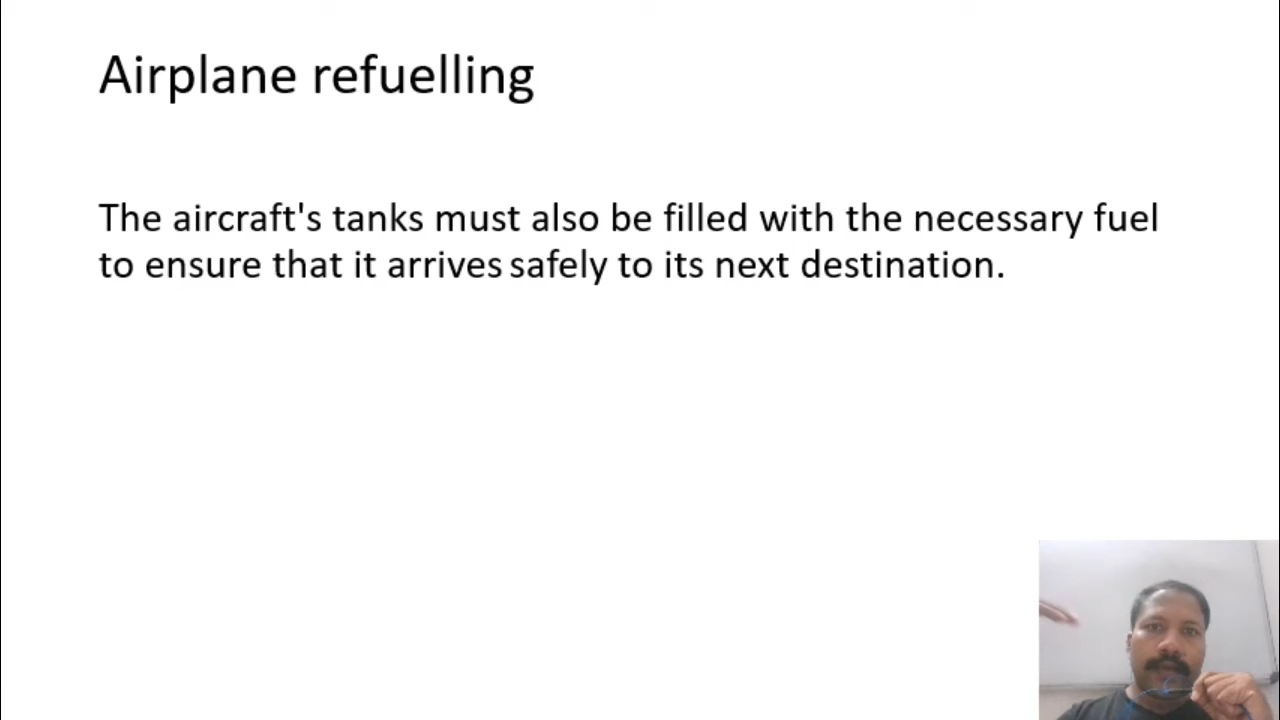 Airplane refuelling
The aircraft's tanks must also be filled with the necessary fuel
to ensure that it arrives safely to its next destination.